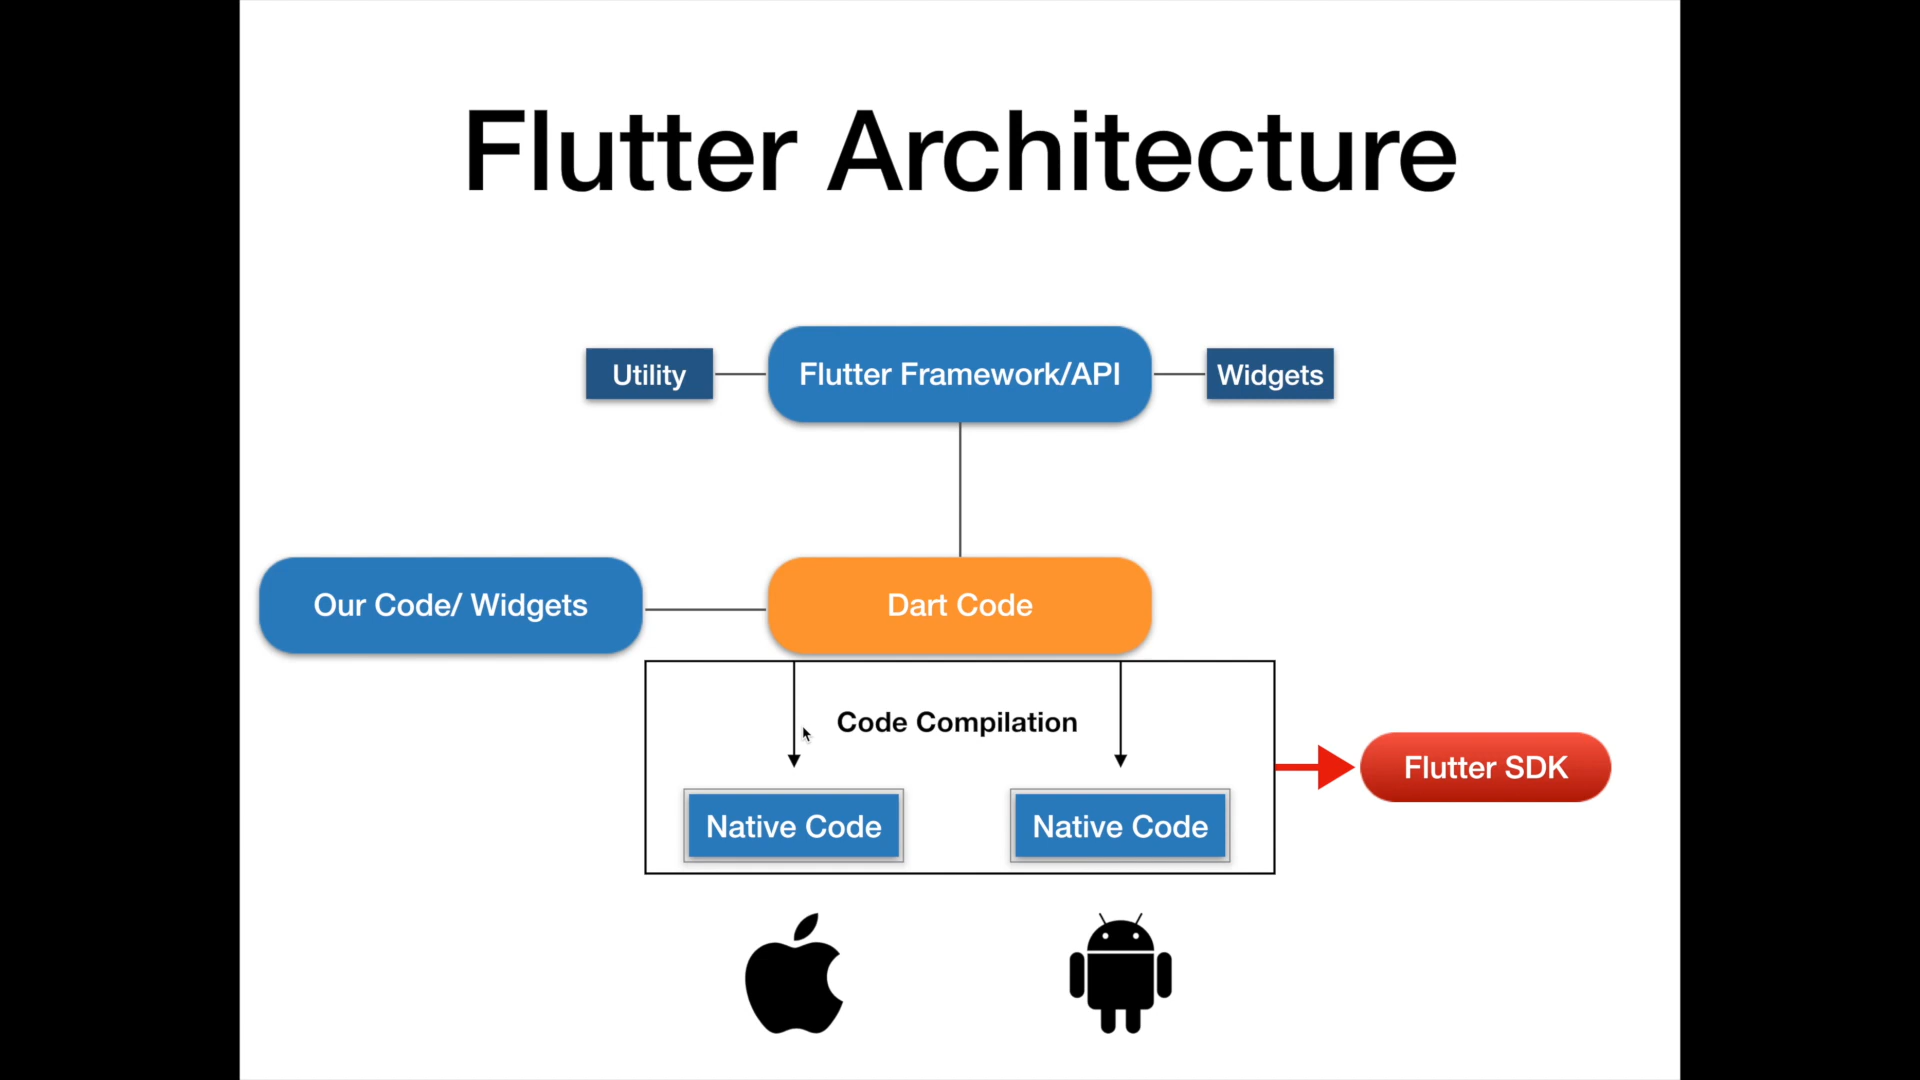 Flutter Architecture
Utility
Flutter Framework/API
Widgets
Our Code/ Widgets
Dart Code
Code Compilation
Flutter SDK
Native Code
Native Code